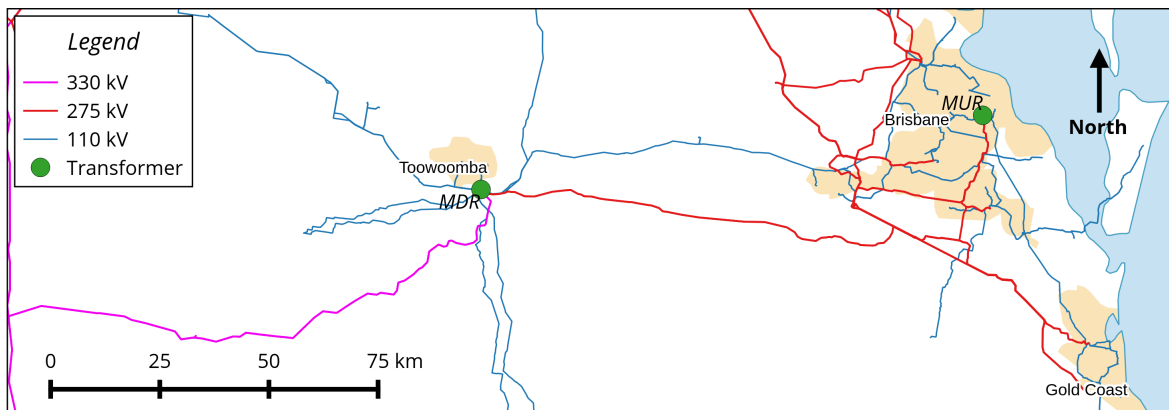 Legend
330 kV
275 kV
110 kV
Transformer
MUR
Brisbane
North
Toowoomba
MDR
0 25 50 75 km
Gold Coast